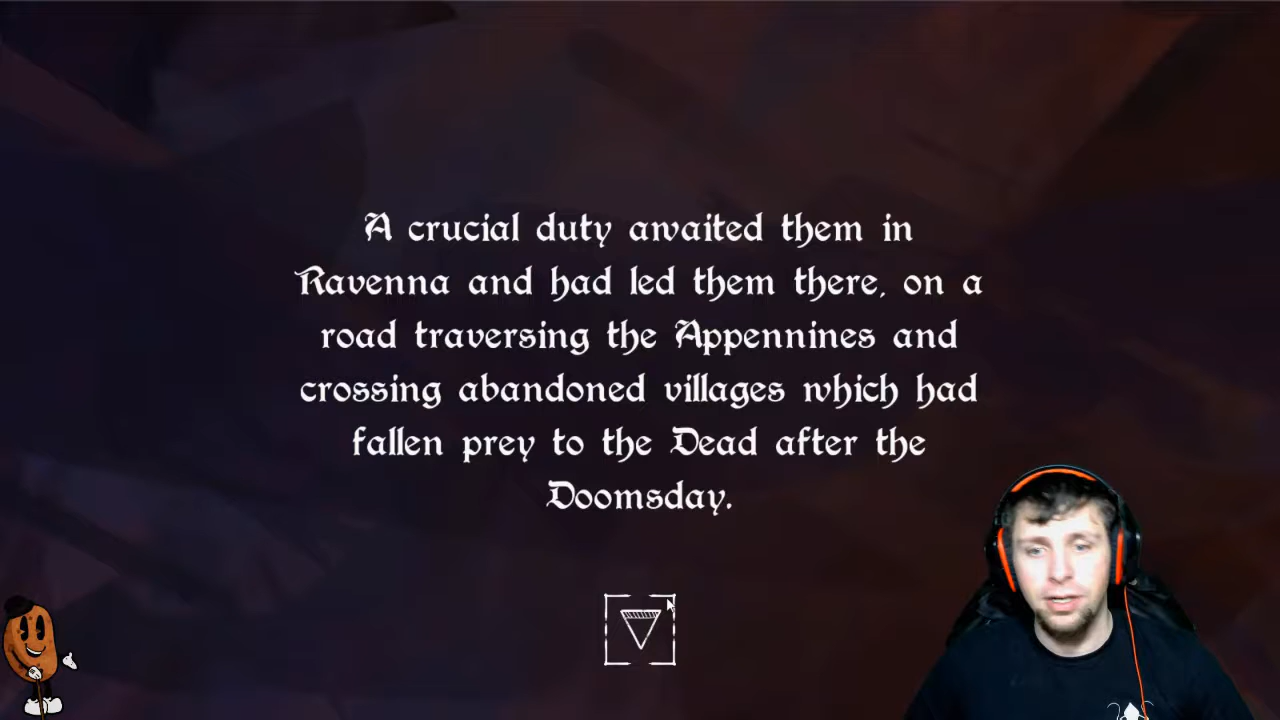 A crucial duty awaited them in
Ravenna and had led them there, on a
road traversing the Appennines and
crossing abandoned villages which had
fallen prey to the Dead after the
Doomsday.